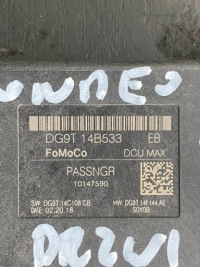 DG9T 14B533 EB
FoMoCo DCU MAX
PASSNGR
10147590
SW: DG9T 14C108 CB HW: DG9T 14F144 AE
DATE: 02.20.18 SOY0B